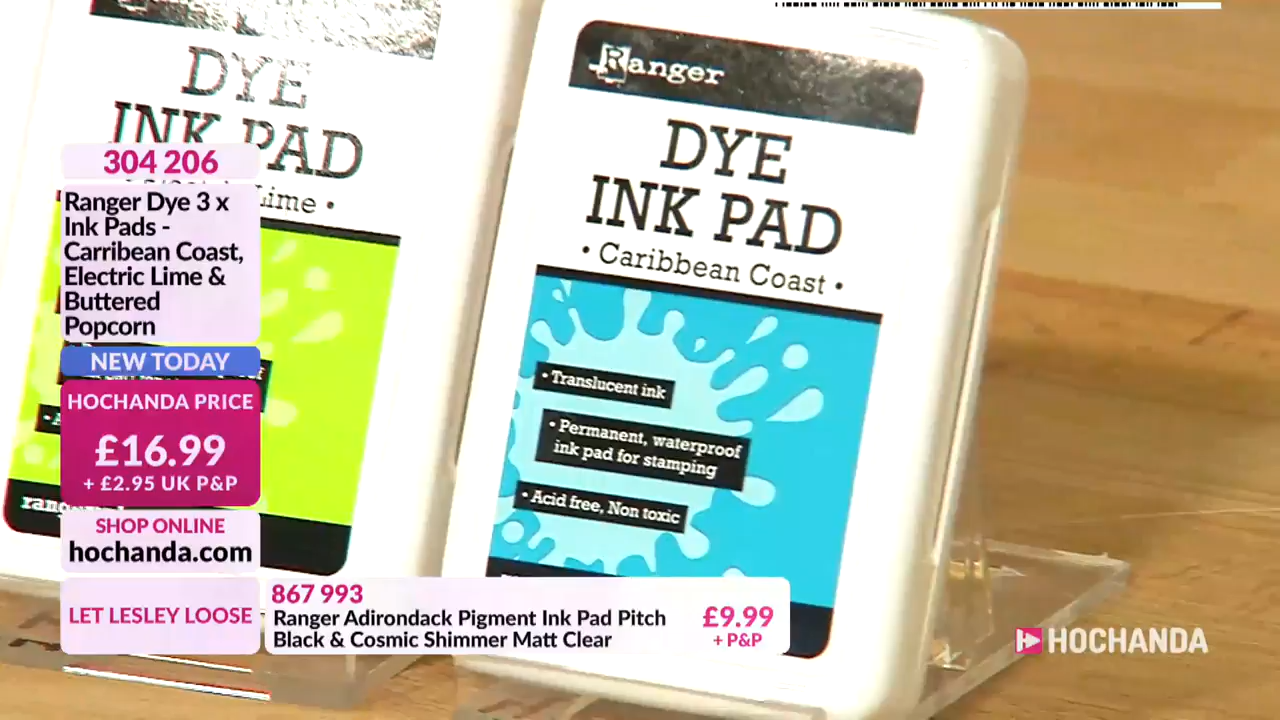 DYE
INK PAD
Lime •
Ranger
DYE
INK PAD
• Caribbean Coast •
• Translucent ink
• Permanent, waterproof
ink pad for stamping
• Acid free, Non toxic
304 206
Ranger Dye 3 x
Ink Pads -
Carribean Coast,
Electric Lime &
Buttered
Popcorn
NEW TODAY
HOCHANDA PRICE
£16.99
+ £2.95 UK P&P
SHOP ONLINE
hochanda.com
LET LESLEY LOOSE
867 993
Ranger Adirondack Pigment Ink Pad Pitch
Black & Cosmic Shimmer Matt Clear
£9.99
+ P&P
HOCHANDA